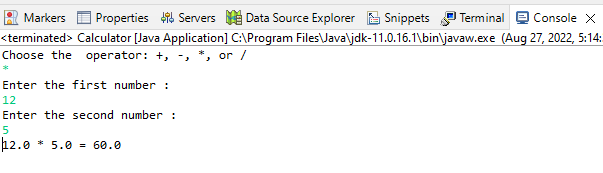 Markers Properties Servers Data Source Explorer Snippets Terminal Console
<terminated> Calculator [Java Application] C:\Program Files\Java\jdk-11.0.16.1\bin\javaw.exe (Aug 27, 2022, 5:14:
Choose the  operator: +, -, *, or /
*
Enter the first number :
12
Enter the second number :
5
12.0 * 5.0 = 60.0